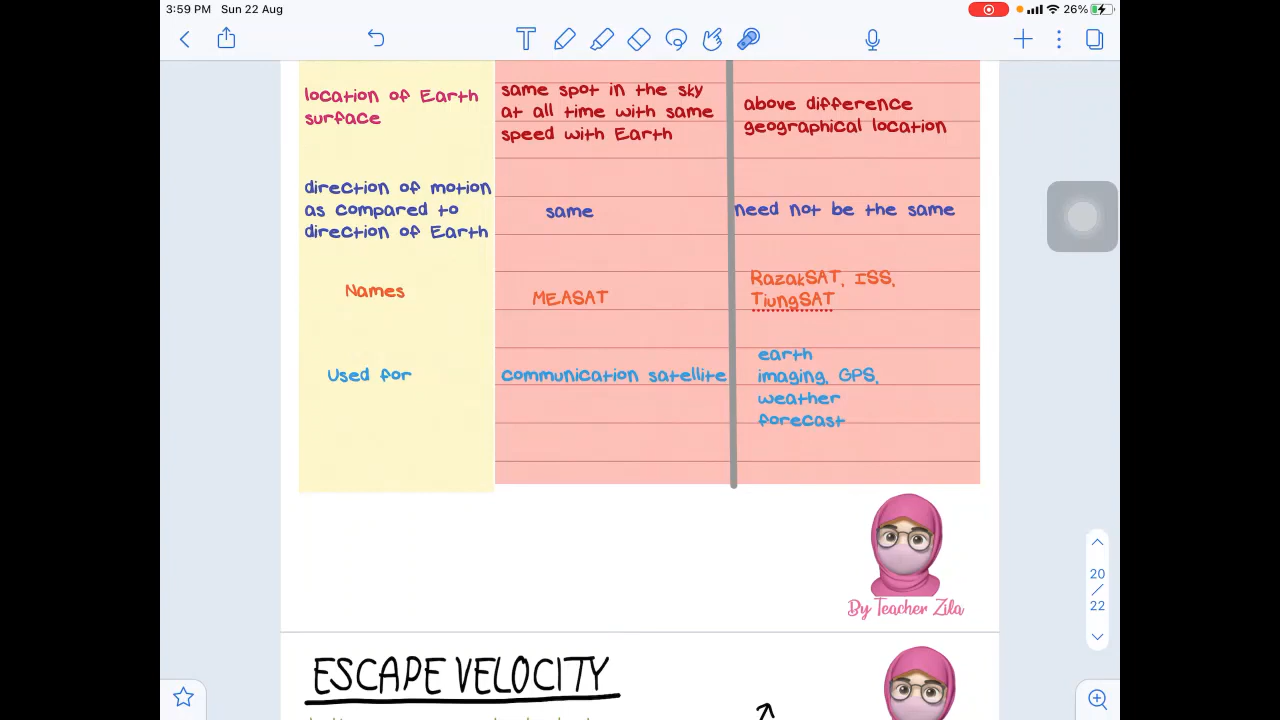 3:59 PM Sun 22 Aug
26%
location of Earth
surface
same spot in the sky
at all time with same
speed with Earth
above difference
geographical location
direction of motion
as compared to
direction of Earth
same
need not be the same
Names
MEASAT
RazakSAT, ISS,
TiungSAT
Used for
communication satellite
earth
imaging, GPS,
weather
forecast
By Teacher Zila
20
/
22
ESCAPE VELOCITY